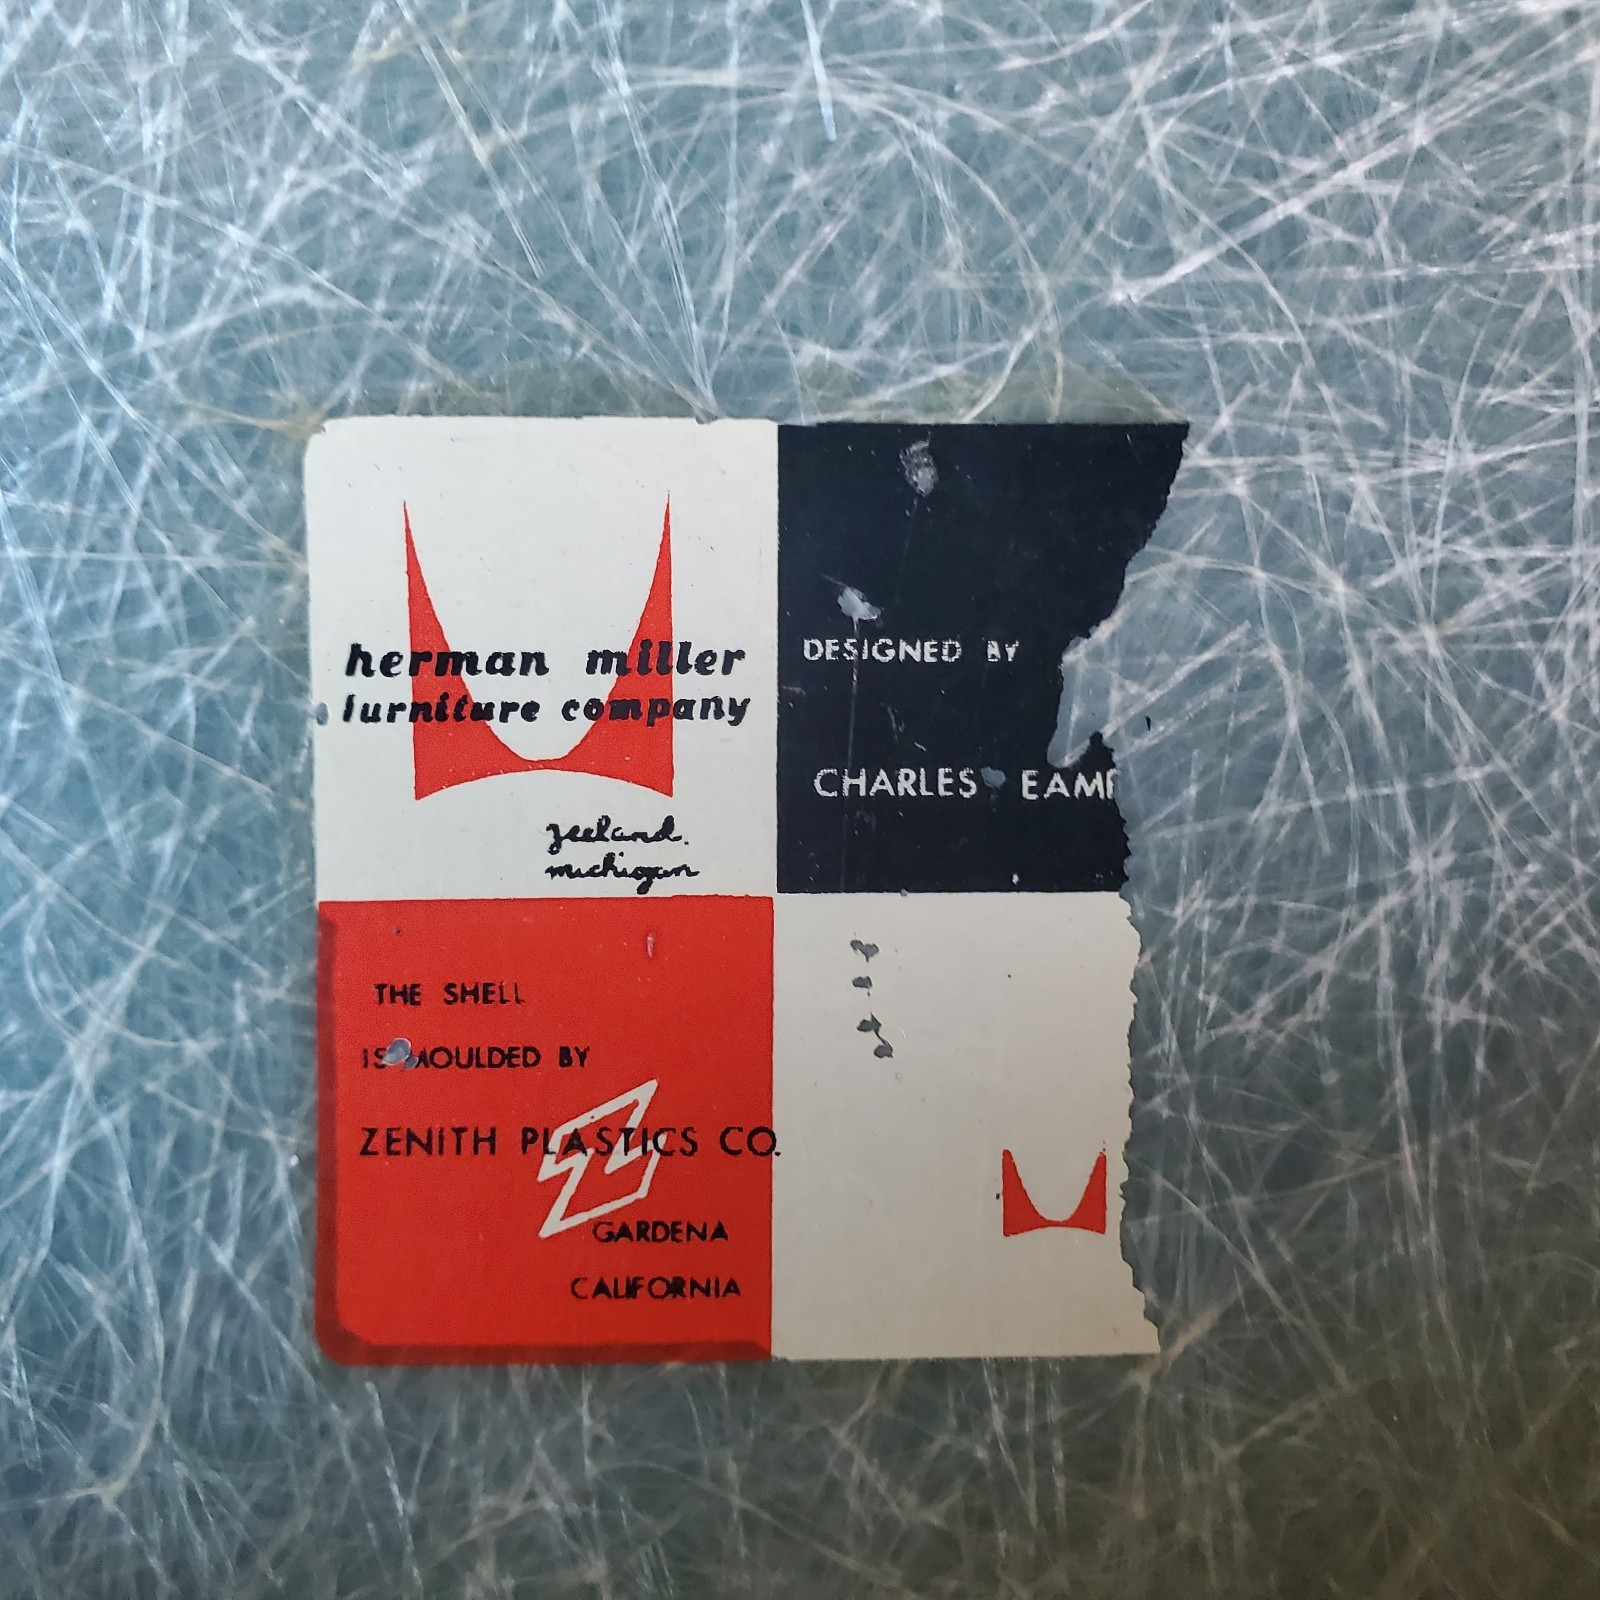 herman miller
furniture company
zeeland.
michigan
DESIGNED BY
CHARLES EAME
THE SHELL
IS MOULDED BY
ZENITH PLASTICS CO.
GARDENA
CALIFORNIA